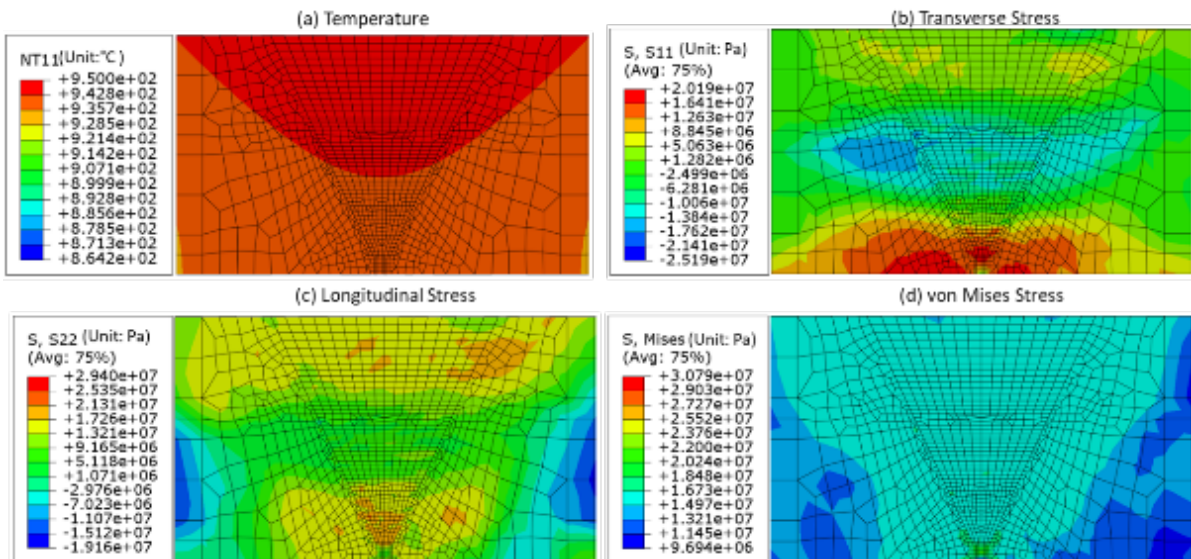 (a) Temperature
NT11(Unit:℃)
+9.500e+02
+9.428e+02
+9.357e+02
+9.285e+02
+9.214e+02
+9.142e+02
+9.071e+02
+8.999e+02
+8.928e+02
+8.856e+02
+8.785e+02
+8.713e+02
+8.642e+02
(b) Transverse Stress
S, S11 (Unit: Pa)
(Avg: 75%)
+2.019e+07
+1.641e+07
+1.263e+07
+8.845e+06
+5.063e+06
+1.282e+06
-2.499e+06
-6.281e+06
-1.006e+07
-1.384e+07
-1.762e+07
-2.141e+07
-2.519e+07
(c) Longitudinal Stress
S, S22 (Unit: Pa)
(Avg: 75%)
+2.940e+07
+2.535e+07
+2.131e+07
+1.726e+07
+1.321e+07
+9.165e+06
+5.118e+06
+1.071e+06
-2.976e+06
-7.023e+06
-1.107e+07
-1.512e+07
-1.916e+07
(d) von Mises Stress
S, Mises (Unit: Pa)
(Avg: 75%)
+3.079e+07
+2.903e+07
+2.727e+07
+2.552e+07
+2.376e+07
+2.200e+07
+2.024e+07
+1.848e+07
+1.673e+07
+1.497e+07
+1.321e+07
+1.145e+07
+9.694e+06